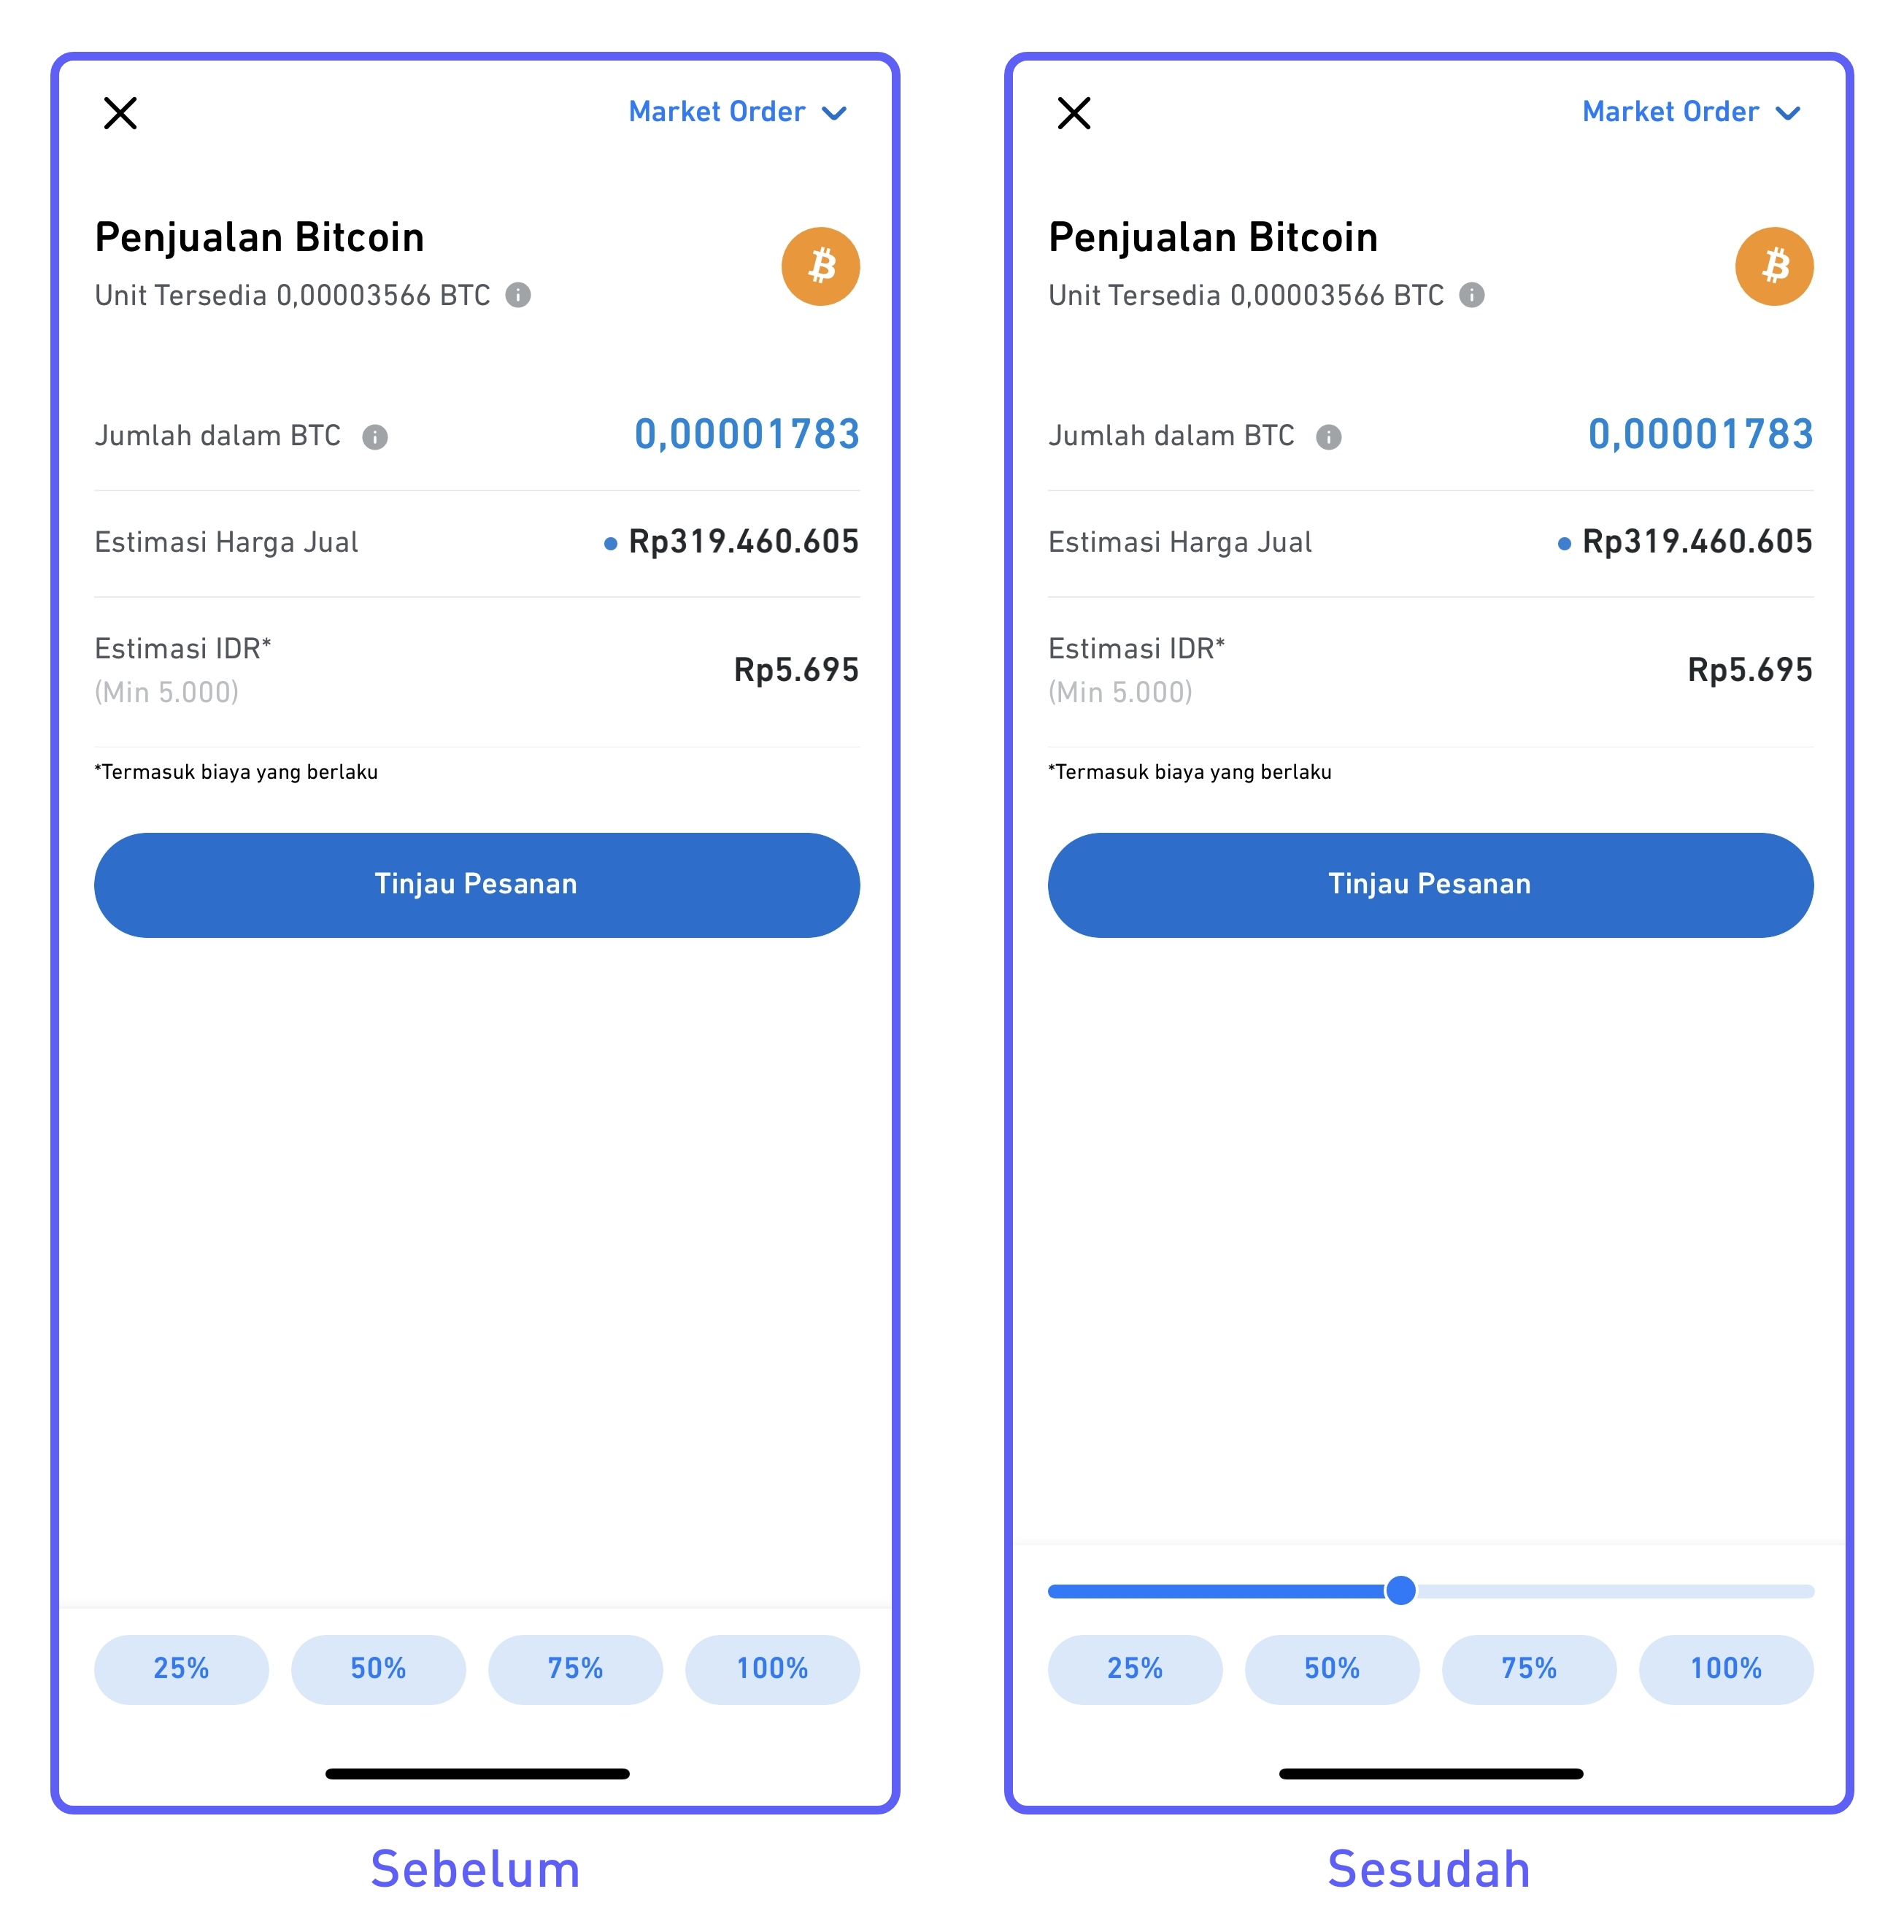 Market Order
Penjualan Bitcoin
Unit Tersedia 0,00003566 BTC
Jumlah dalam BTC 0,00001783
Estimasi Harga Jual Rp319.460.605
Estimasi IDR*
(Min 5.000)
Rp5.695
*Termasuk biaya yang berlaku
Tinjau Pesanan
25% 50% 75% 100%
Sebelum
Market Order
Penjualan Bitcoin
Unit Tersedia 0,00003566 BTC
Jumlah dalam BTC 0,00001783
Estimasi Harga Jual Rp319.460.605
Estimasi IDR*
(Min 5.000)
Rp5.695
*Termasuk biaya yang berlaku
Tinjau Pesanan
25% 50% 75% 100%
Sesudah